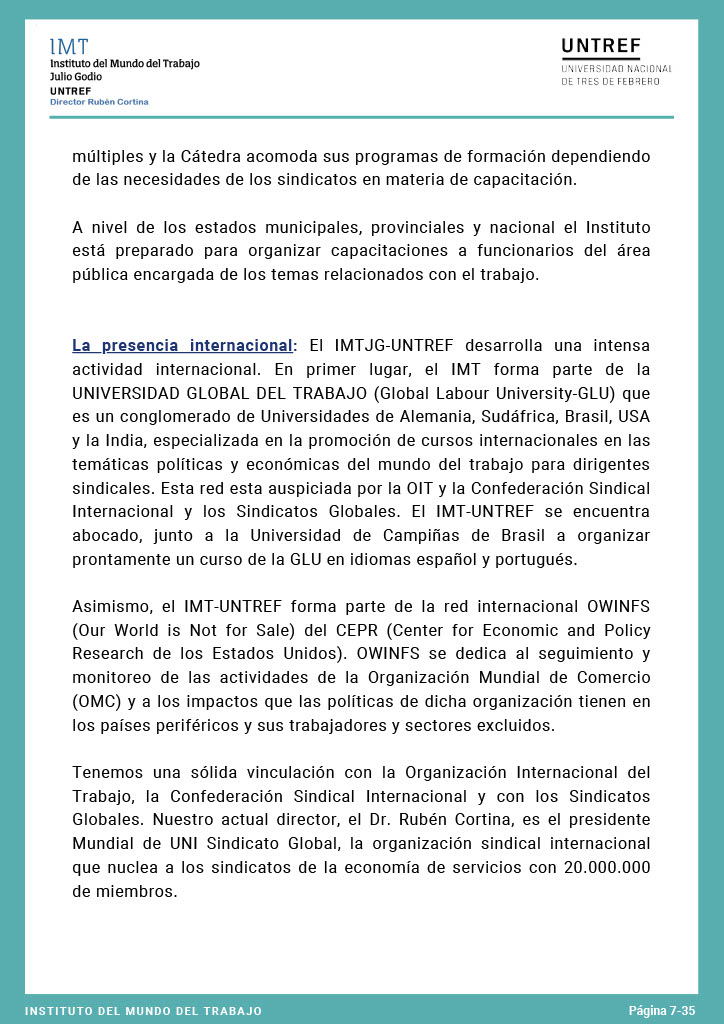 IMT
Instituto del Mundo del Trabajo
Julio Godio
UNTREF
Director Rubén Cortina
UNTREF
UNIVERSIDAD NACIONAL
DE TRES DE FEBRERO
múltiples y la Cátedra acomoda sus programas de formación dependiendo
de las necesidades de los sindicatos en materia de capacitación.
A nivel de los estados municipales, provinciales y nacional el Instituto
está preparado para organizar capacitaciones a funcionarios del área
pública encargada de los temas relacionados con el trabajo.
La presencia internacional: El IMTJG-UNTREF desarrolla una intensa
actividad internacional. En primer lugar, el IMT forma parte de la
UNIVERSIDAD GLOBAL DEL TRABAJO (Global Labour University-GLU) que
es un conglomerado de Universidades de Alemania, Sudáfrica, Brasil, USA
y la India, especializada en la promoción de cursos internacionales en las
temáticas políticas y económicas del mundo del trabajo para dirigentes
sindicales. Esta red esta auspiciada por la OIT y la Confederación Sindical
Internacional y los Sindicatos Globales. El IMT-UNTREF se encuentra
abocado, junto a la Universidad de Campiñas de Brasil a organizar
prontamente un curso de la GLU en idiomas español y portugués.
Asimismo, el IMT-UNTREF forma parte de la red internacional OWINFS
(Our World is Not for Sale) del CEPR (Center for Economic and Policy
Research de los Estados Unidos). OWINFS se dedica al seguimiento y
monitoreo de las actividades de la Organización Mundial de Comercio
(OMC) y a los impactos que las políticas de dicha organización tienen en
los países periféricos y sus trabajadores y sectores excluidos.
Tenemos una sólida vinculación con la Organización Internacional del
Trabajo, la Confederación Sindical Internacional y con los Sindicatos
Globales. Nuestro actual director, el Dr. Rubén Cortina, es el presidente
Mundial de UNI Sindicato Global, la organización sindical internacional
que nuclea a los sindicatos de la economía de servicios con 20.000.000
de miembros.
INSTITUTO DEL MUNDO DEL TRABAJO
Página 7-35